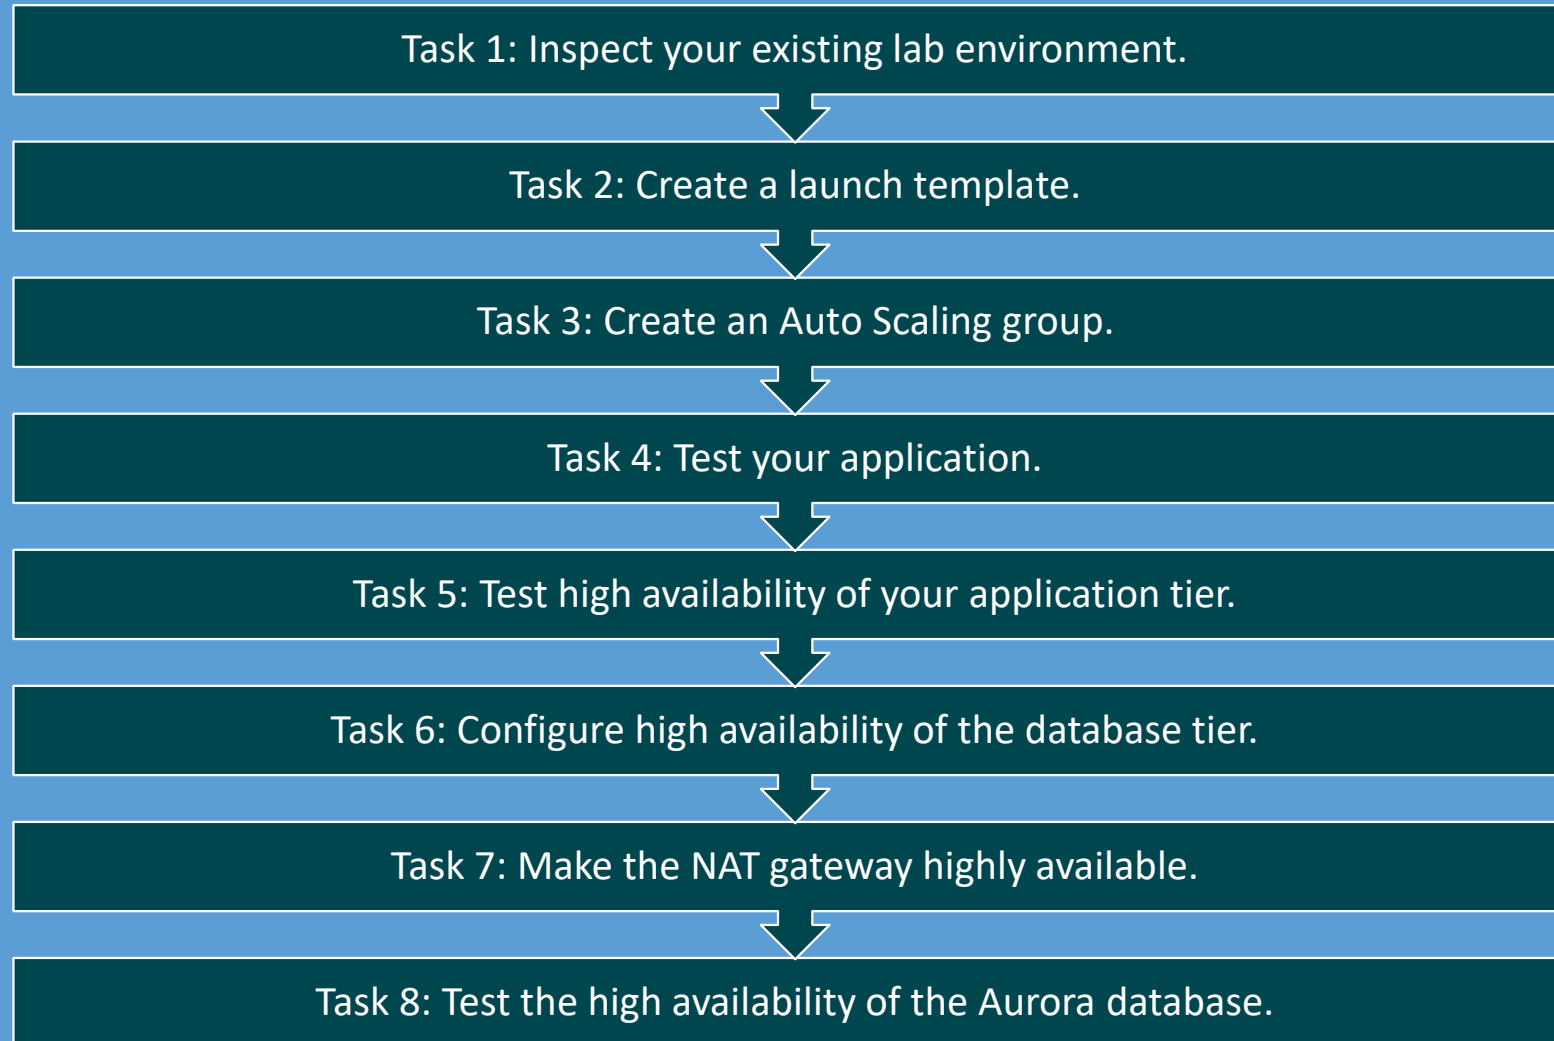 Task 1: Inspect your existing lab environment.
Task 2: Create a launch template.
Task 3: Create an Auto Scaling group.
Task 4: Test your application.
Task 5: Test high availability of your application tier.
Task 6: Configure high availability of the database tier.
Task 7: Make the NAT gateway highly available.
Task 8: Test the high availability of the Aurora database.